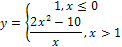 y = { 1, x ≤ 0
(2x² − 10)/x, x > 1